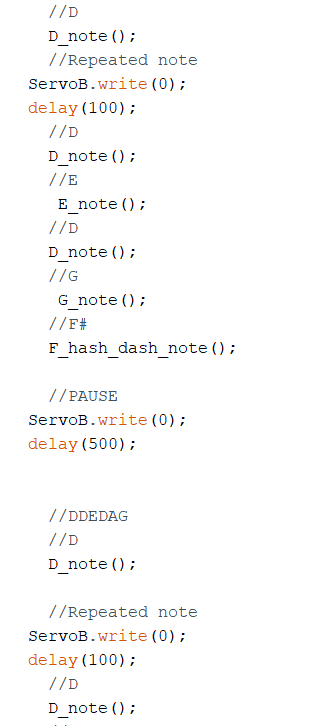 //D
D_note();
//Repeated note
ServoB.write(0);
delay(100);
//D
D_note();
//E
E_note();
//D
D_note();
//G
G_note();
//F#
F_hash_dash_note();
//PAUSE
ServoB.write(0);
delay(500);
//DDEDAG
//D
D_note();
//Repeated note
ServoB.write(0);
delay(100);
//D
D_note();